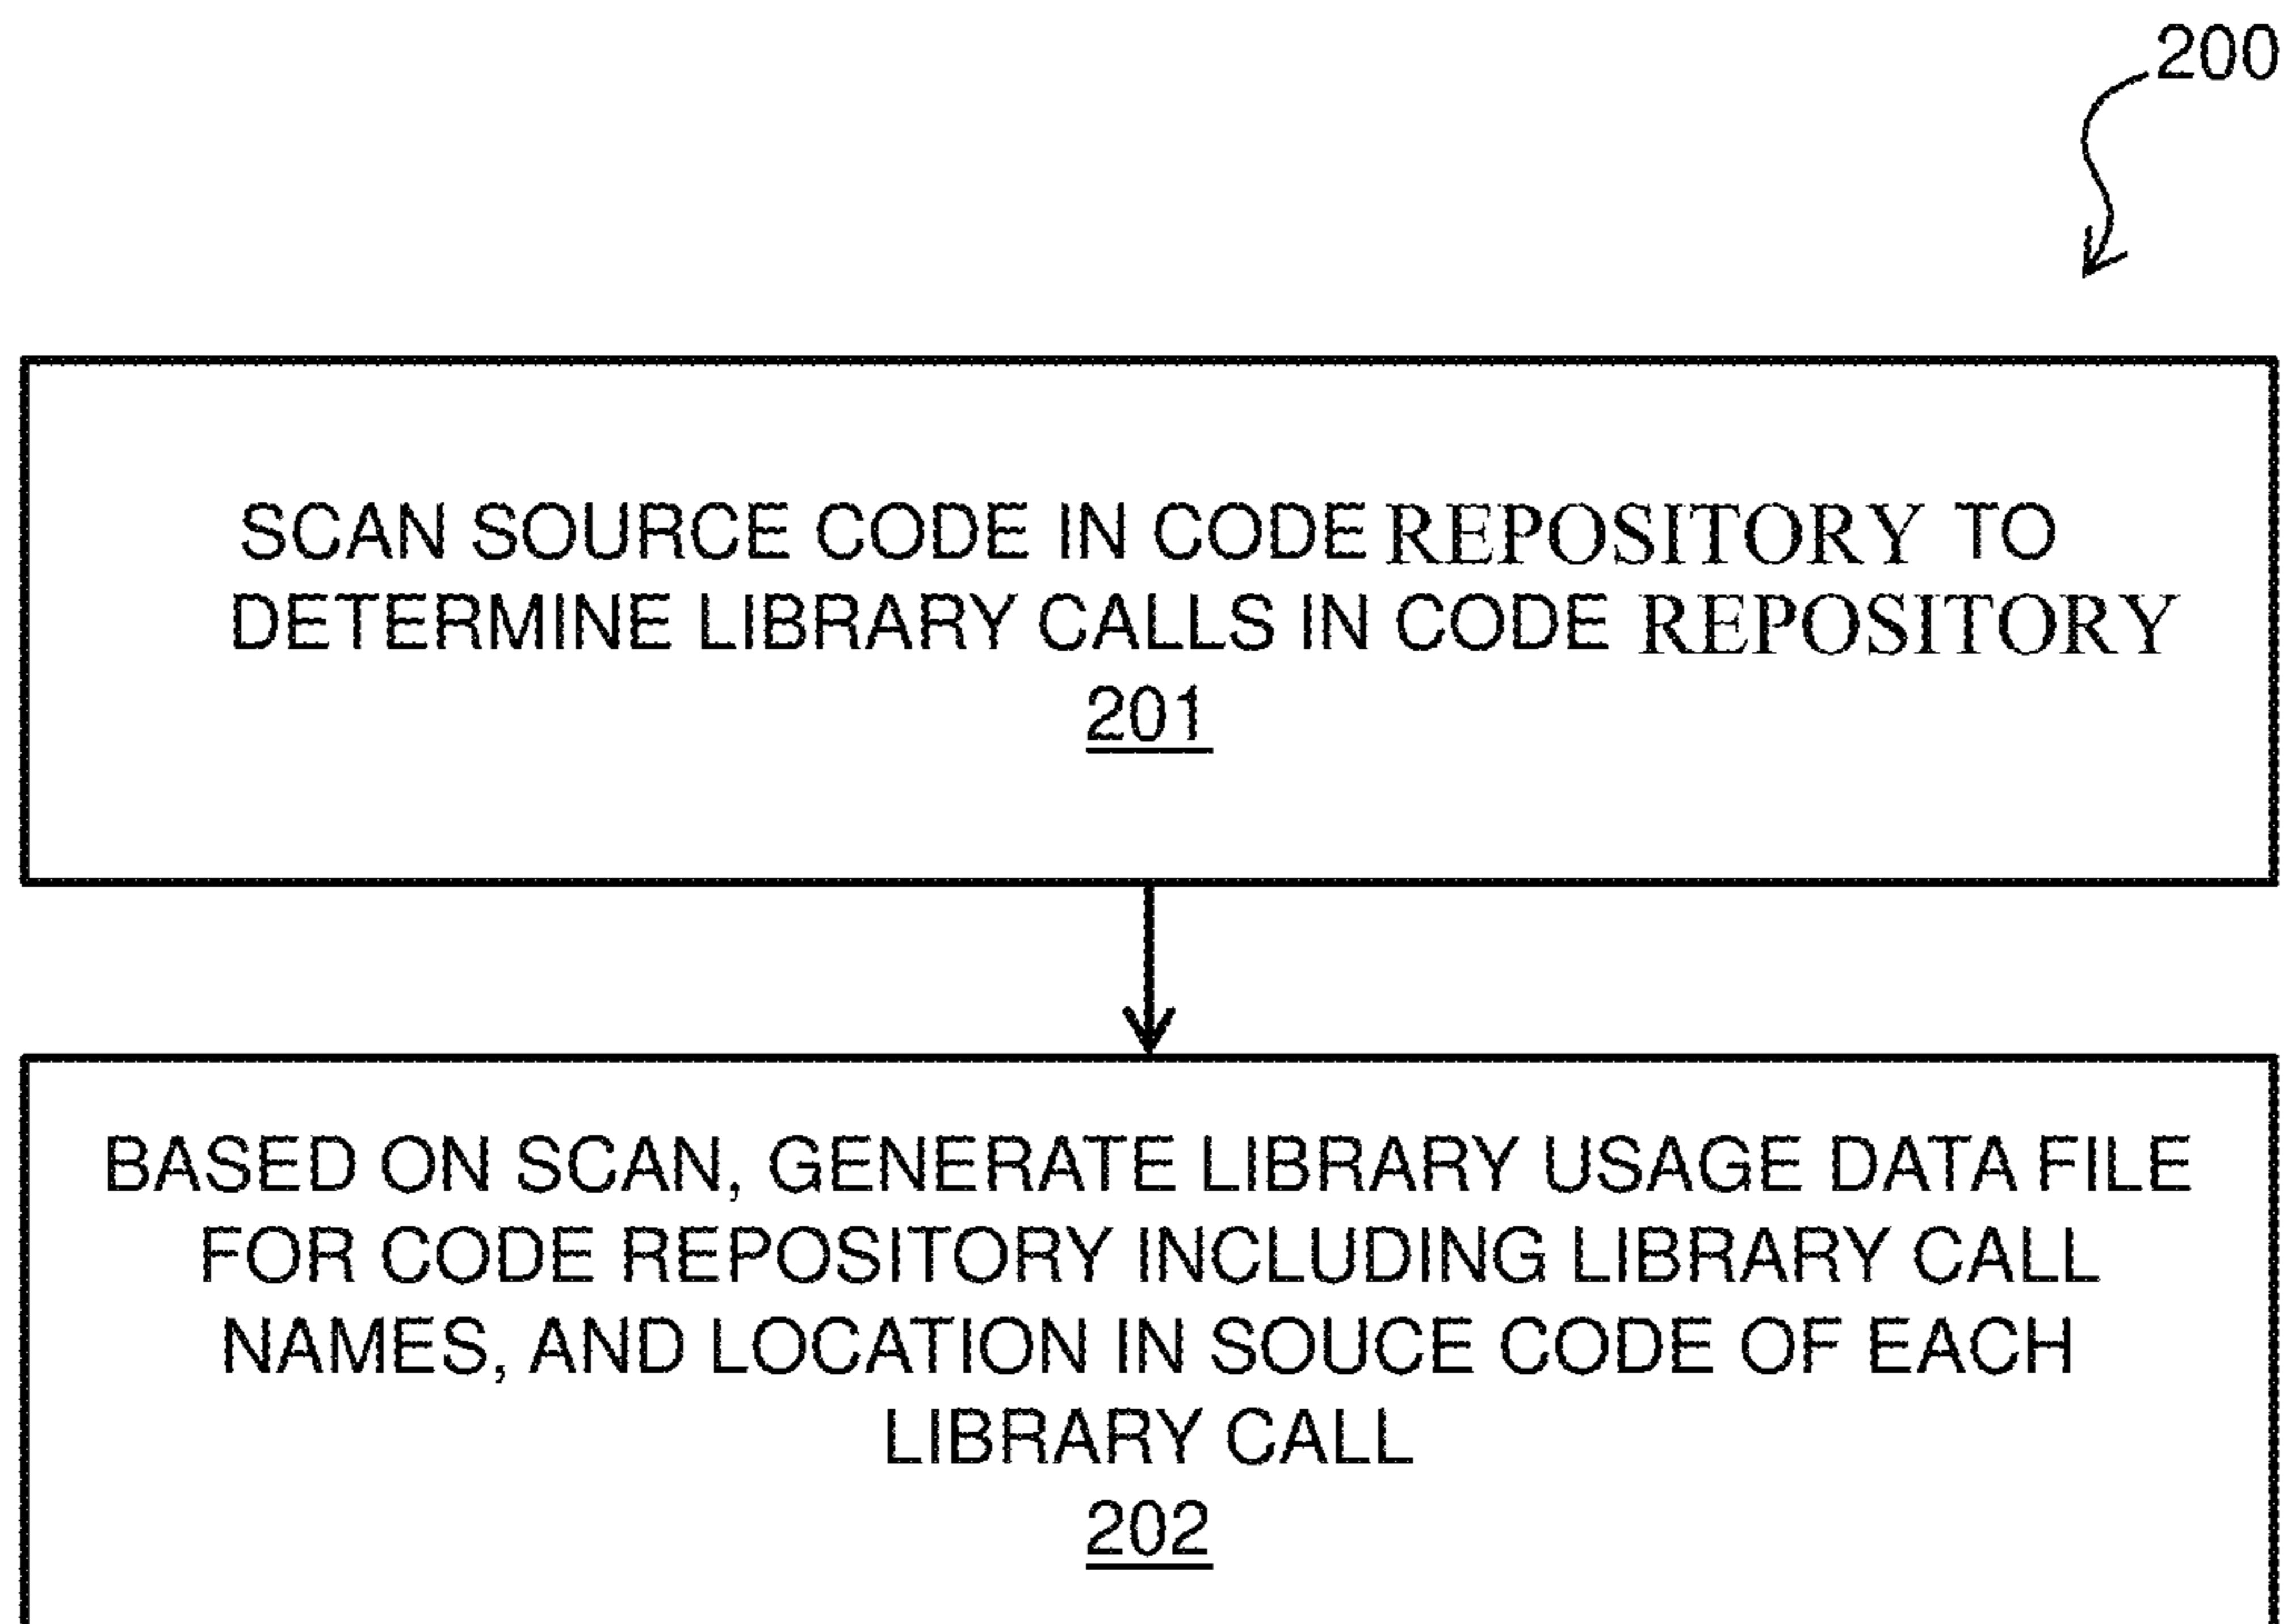 200
SCAN SOURCE CODE IN CODE REPOSITORY TO
DETERMINE LIBRARY CALLS IN CODE REPOSITORY
201
BASED ON SCAN, GENERATE LIBRARY USAGE DATA FILE
FOR CODE REPOSITORY INCLUDING LIBRARY CALL
NAMES, AND LOCATION IN SOUCE CODE OF EACH
LIBRARY CALL
202